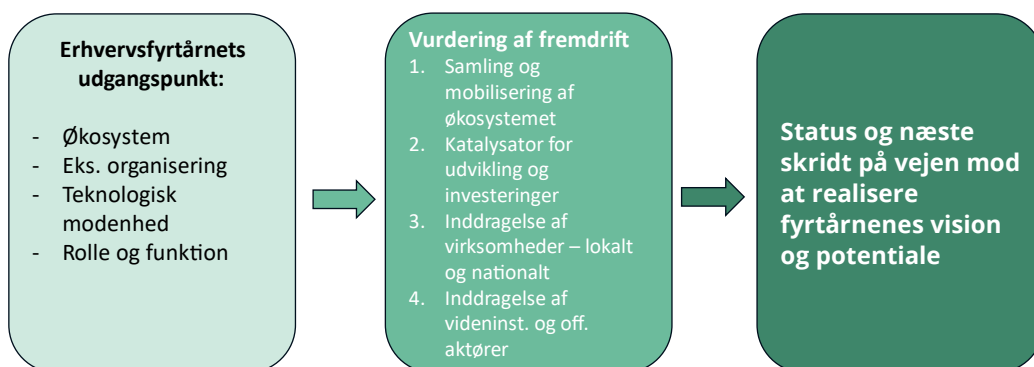 Erhvervsfyrtårnets
udgangspunkt:
- Økosystem
- Eks. organisering
- Teknologisk
modenhed
- Rolle og funktion
Vurdering af fremdrift
1. Samling og
mobilisering af
økosystemet
2. Katalysator for
udvikling og
investeringer
3. Inddragelse af
virksomheder – lokalt
og nationalt
4. Inddragelse af
videninst. og off.
aktører
Status og næste
skridt på vejen mod
at realisere
fyrtårnenes vision
og potentiale